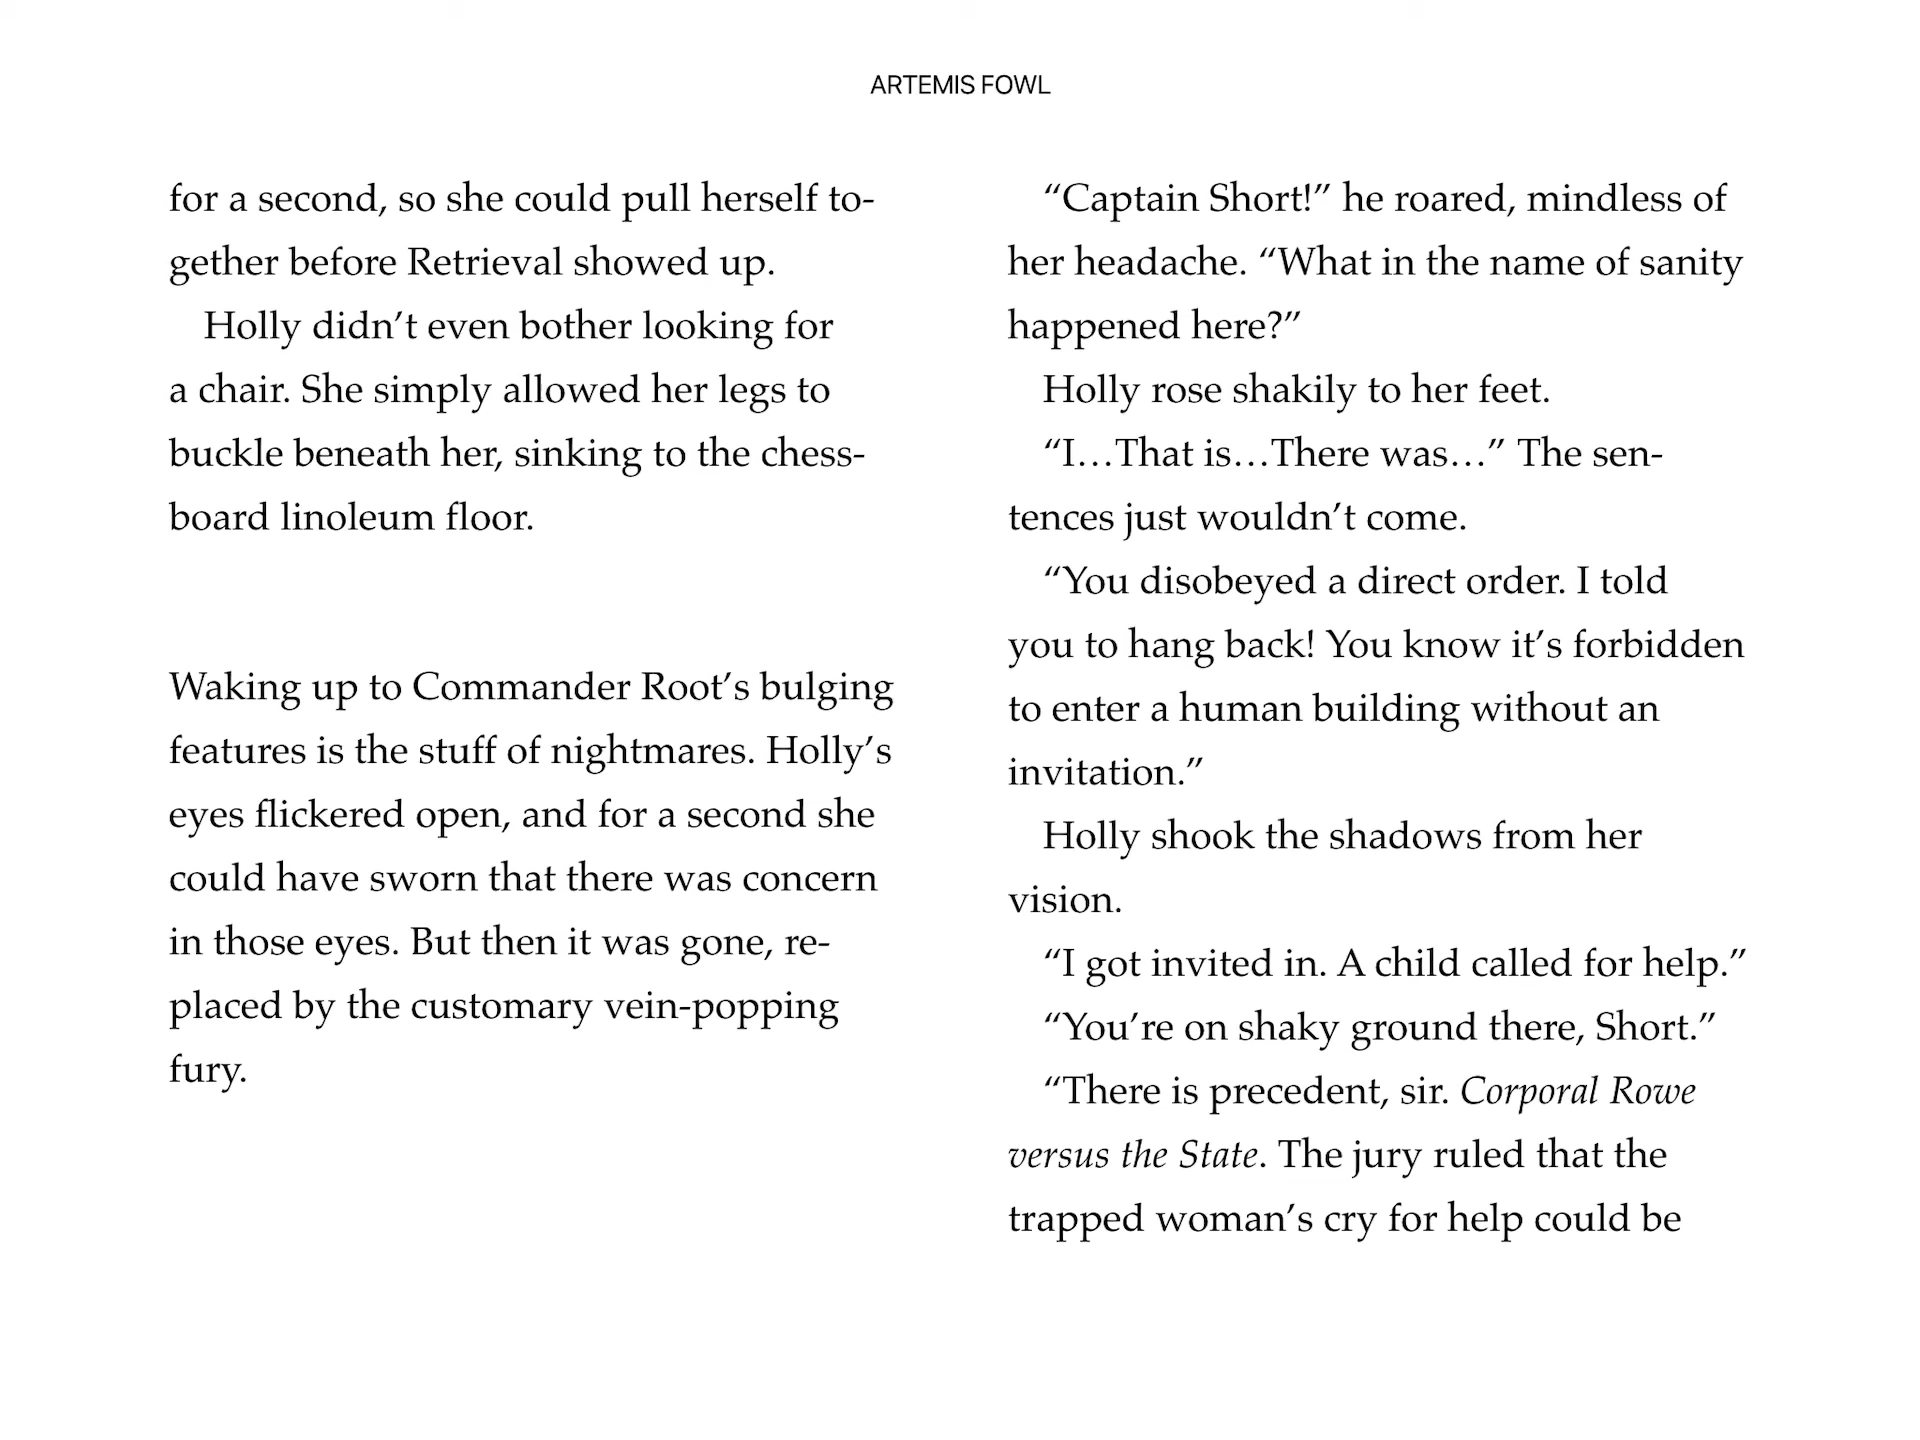 ARTEMIS FOWL
for a second, so she could pull herself to-
gether before Retrieval showed up.
Holly didn’t even bother looking for
a chair. She simply allowed her legs to
buckle beneath her, sinking to the chess-
board linoleum floor.
Waking up to Commander Root’s bulging
features is the stuff of nightmares. Holly’s
eyes flickered open, and for a second she
could have sworn that there was concern
in those eyes. But then it was gone, re-
placed by the customary vein-popping
fury.
“Captain Short!” he roared, mindless of
her headache. “What in the name of sanity
happened here?”
Holly rose shakily to her feet.
“I…That is…There was…” The sen-
tences just wouldn’t come.
“You disobeyed a direct order. I told
you to hang back! You know it’s forbidden
to enter a human building without an
invitation.”
Holly shook the shadows from her
vision.
“I got invited in. A child called for help.”
“You’re on shaky ground there, Short.”
“There is precedent, sir. Corporal Rowe
versus the State. The jury ruled that the
trapped woman’s cry for help could be